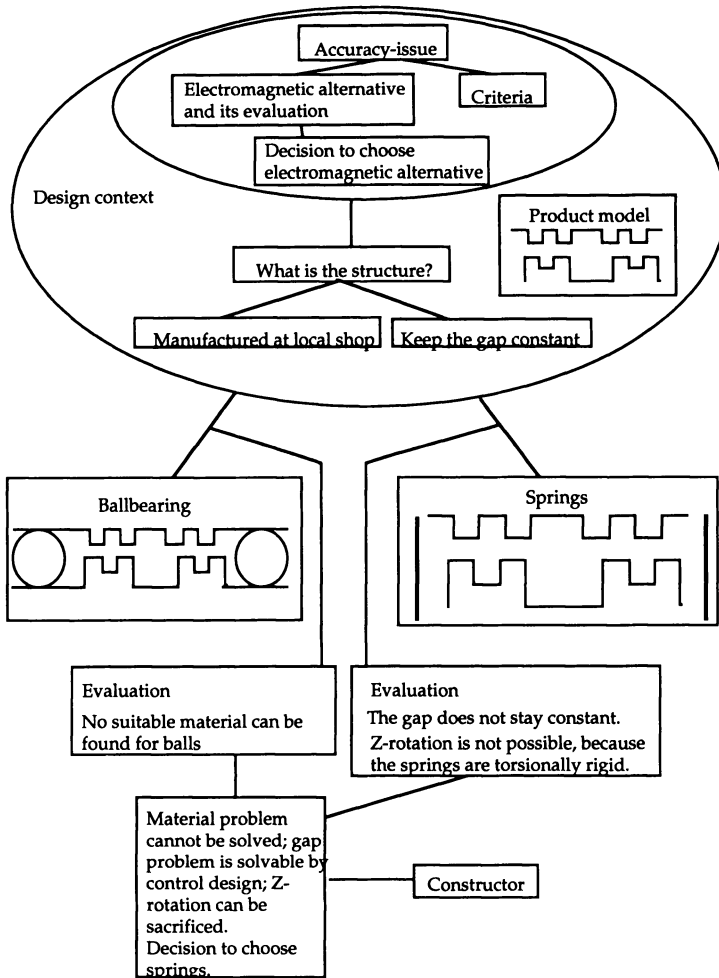 Accuracy-issue
Electromagnetic alternative
and its evaluation
Criteria
Decision to choose
electromagnetic alternative
Design context
Product model
What is the structure?
Manufactured at local shop
Keep the gap constant
Ballbearing
Springs
Evaluation
No suitable material can be
found for balls
Evaluation
The gap does not stay constant.
Z-rotation is not possible, because
the springs are torsionally rigid.
Material problem
cannot be solved; gap
problem is solvable by
control design; Z-
rotation can be
sacrificed.
Decision to choose
springs.
Constructor